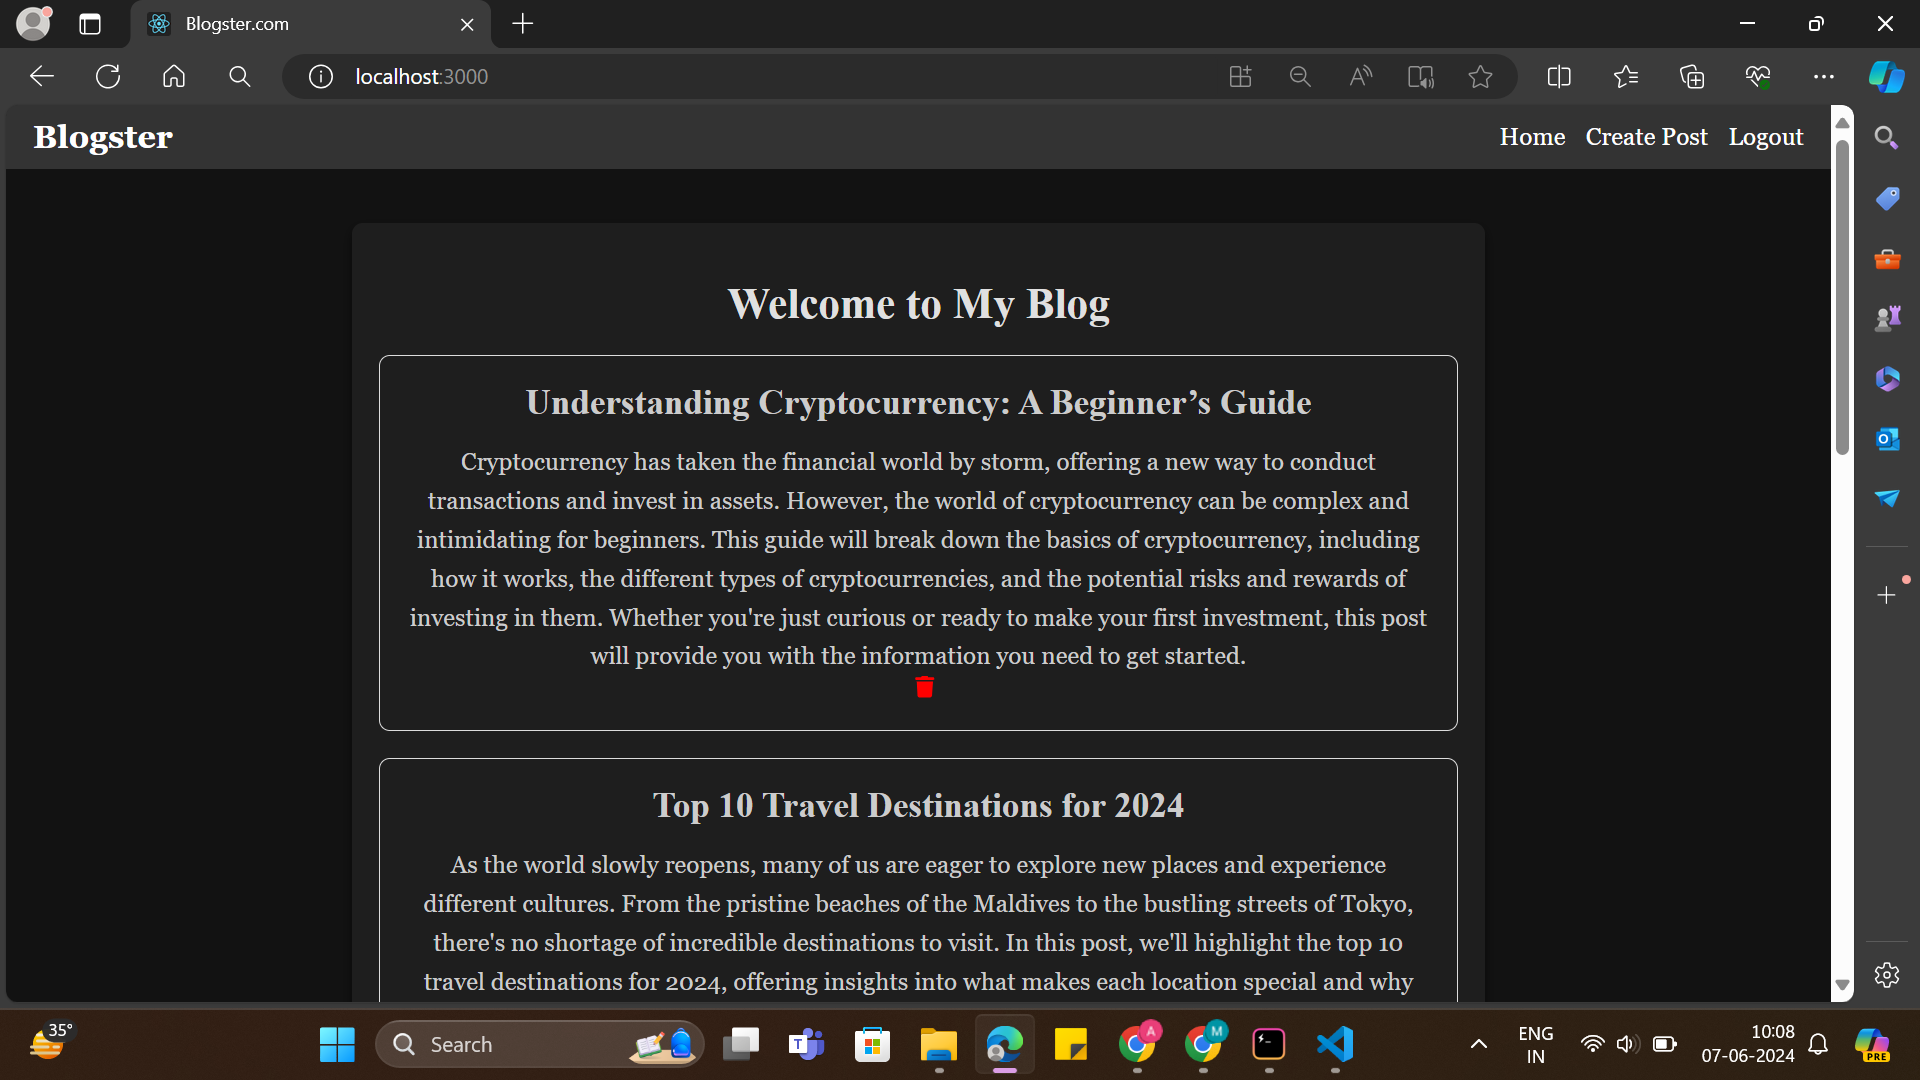 Blogster.com
localhost:3000
Blogster
Home Create Post Logout
Welcome to My Blog
Understanding Cryptocurrency: A Beginner’s Guide
Cryptocurrency has taken the financial world by storm, offering a new way to conduct
transactions and invest in assets. However, the world of cryptocurrency can be complex and
intimidating for beginners. This guide will break down the basics of cryptocurrency, including
how it works, the different types of cryptocurrencies, and the potential risks and rewards of
investing in them. Whether you're just curious or ready to make your first investment, this post
will provide you with the information you need to get started.
Top 10 Travel Destinations for 2024
As the world slowly reopens, many of us are eager to explore new places and experience
different cultures. From the pristine beaches of the Maldives to the bustling streets of Tokyo,
there's no shortage of incredible destinations to visit. In this post, we'll highlight the top 10
travel destinations for 2024, offering insights into what makes each location special and why
35°
Search
A
M
ENG
IN
10:08
07-06-2024
PRE